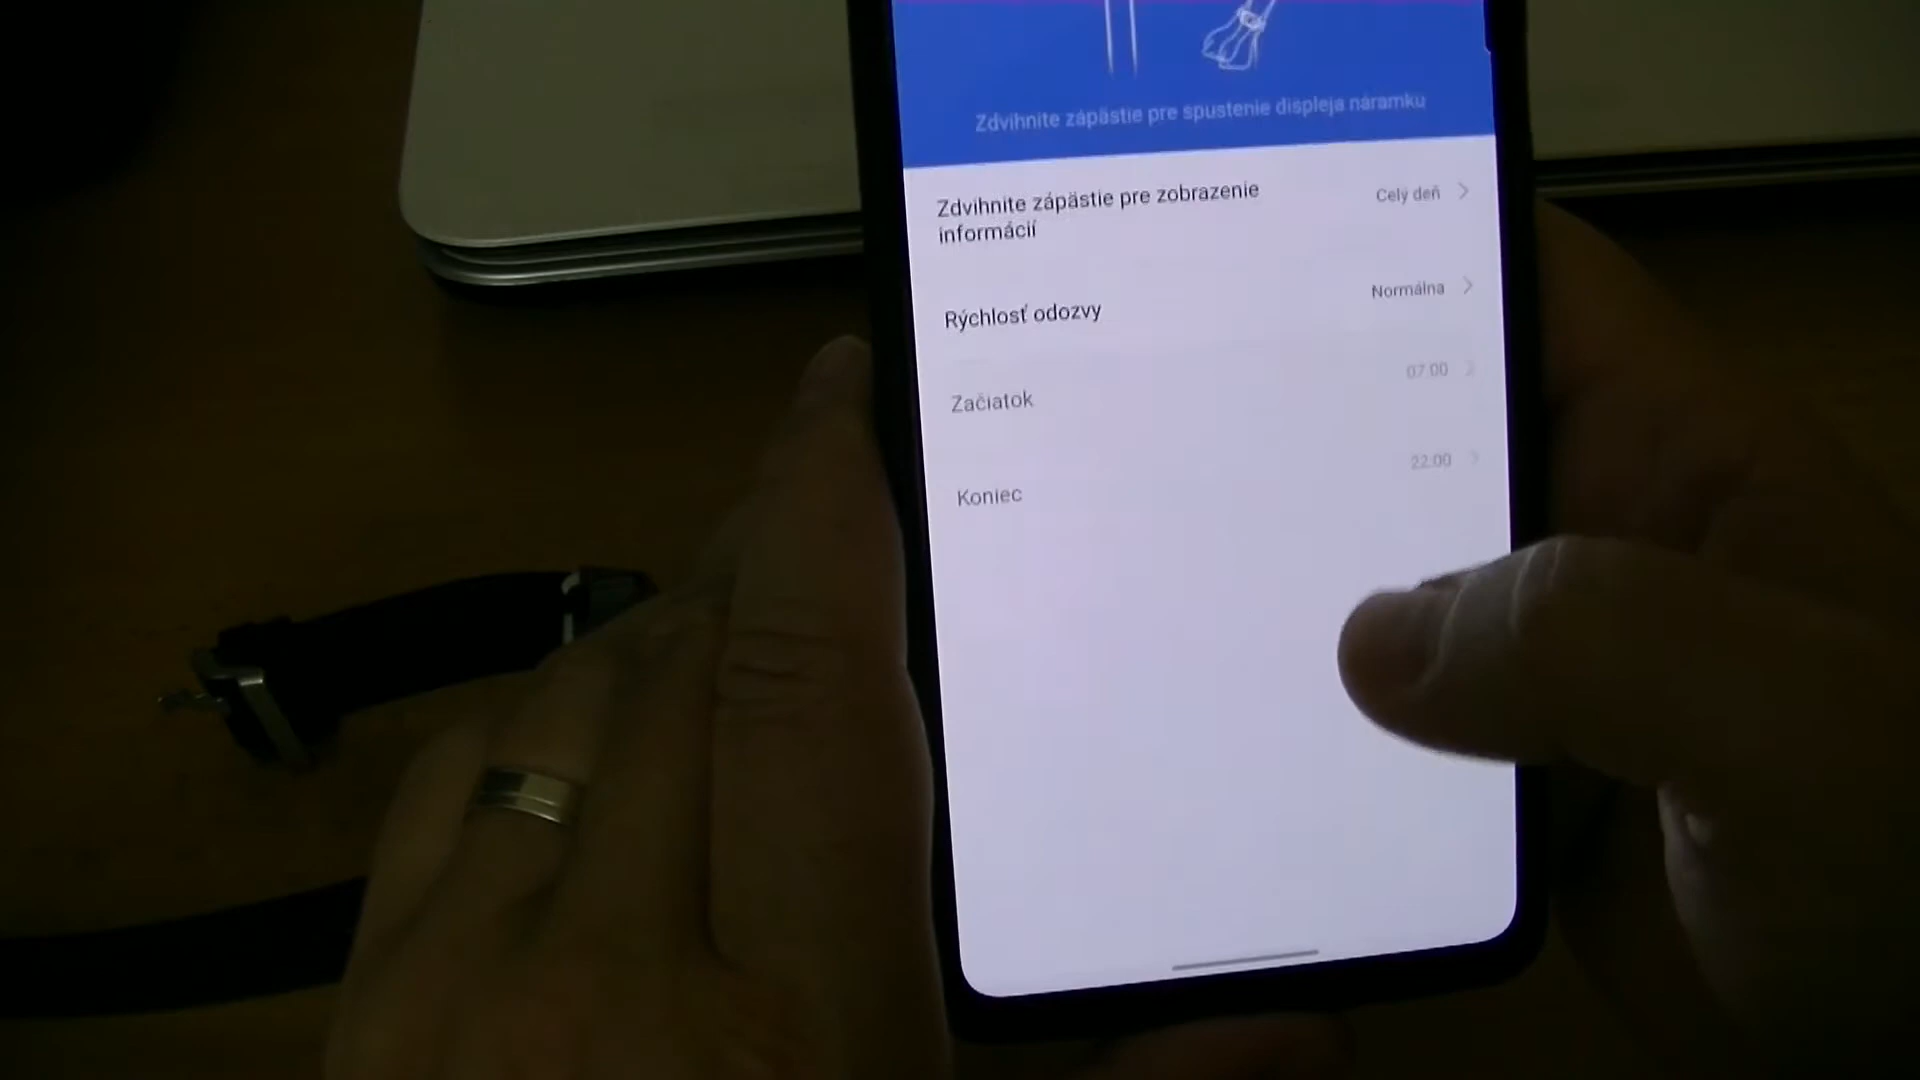 Zdvihnite zápästie pre spustenie displeja náramku
Zdvihnite zápästie pre zobrazenie
informácií
Celý deň
Rýchlosť odozvy
Normálna
Začiatok
07:00
Koniec
22:00